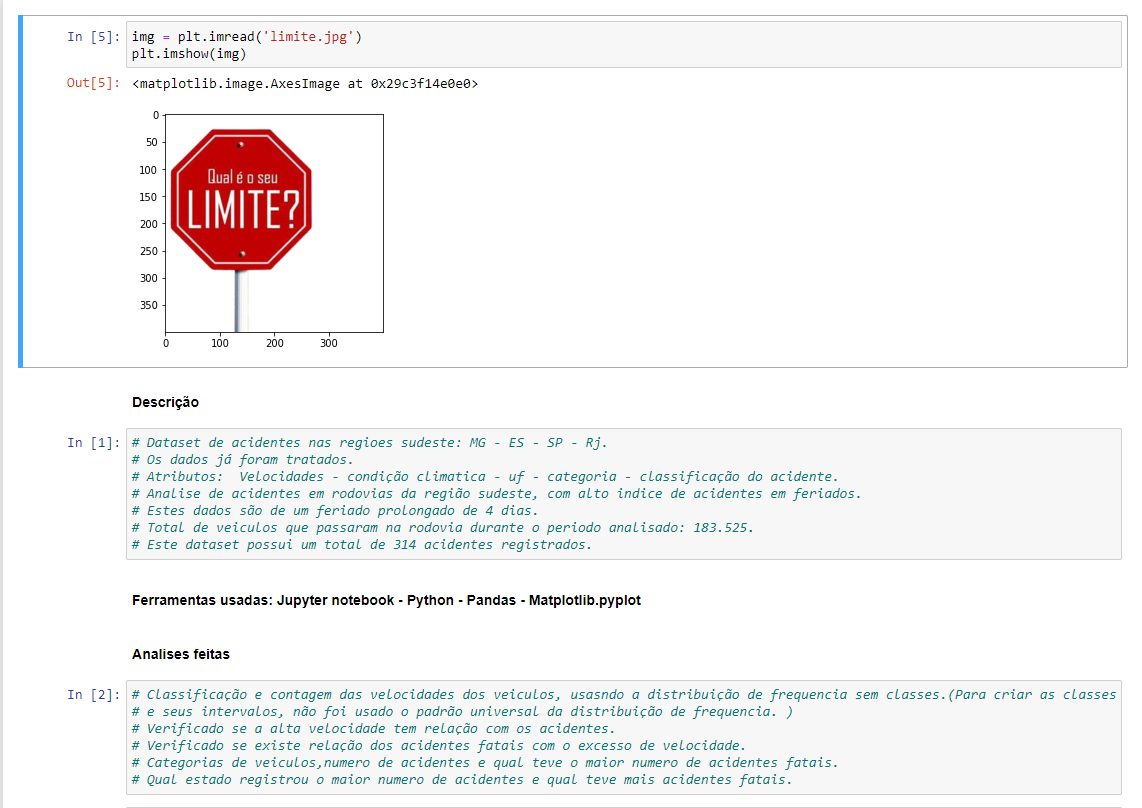 In [5]: img = plt.imread('limite.jpg')
plt.imshow(img)
Out[5]: <matplotlib.image.AxesImage at 0x29c3f14e0e0>
0
50
100
150
200
250
300
350
Qual é o seu
LIMITE?
0 100 200 300
Descrição
In [1]: # Dataset de acidentes nas regioes sudeste: MG - ES - SP - Rj.
# Os dados já foram tratados.
# Atributos:  Velocidades - condição climatica - uf - categoria - classificação do acidente.
# Analise de acidentes em rodovias da região sudeste, com alto indice de acidentes em feriados.
# Estes dados são de um feriado prolongado de 4 dias.
# Total de veiculos que passaram na rodovia durante o periodo analisado: 183.525.
# Este dataset possui um total de 314 acidentes registrados.
Ferramentas usadas: Jupyter notebook - Python - Pandas - Matplotlib.pyplot
Analises feitas
In [2]: # Classificação e contagem das velocidades dos veiculos, usasndo a distribuição de frequencia sem classes.(Para criar as classes
# e seus intervalos, não foi usado o padrão universal da distribuição de frequencia. )
# Verificado se a alta velocidade tem relação com os acidentes.
# Verificado se existe relação dos acidentes fatais com o excesso de velocidade.
# Categorias de veiculos,numero de acidentes e qual teve o maior numero de acidentes fatais.
# Qual estado registrou o maior numero de acidentes e qual teve mais acidentes fatais.